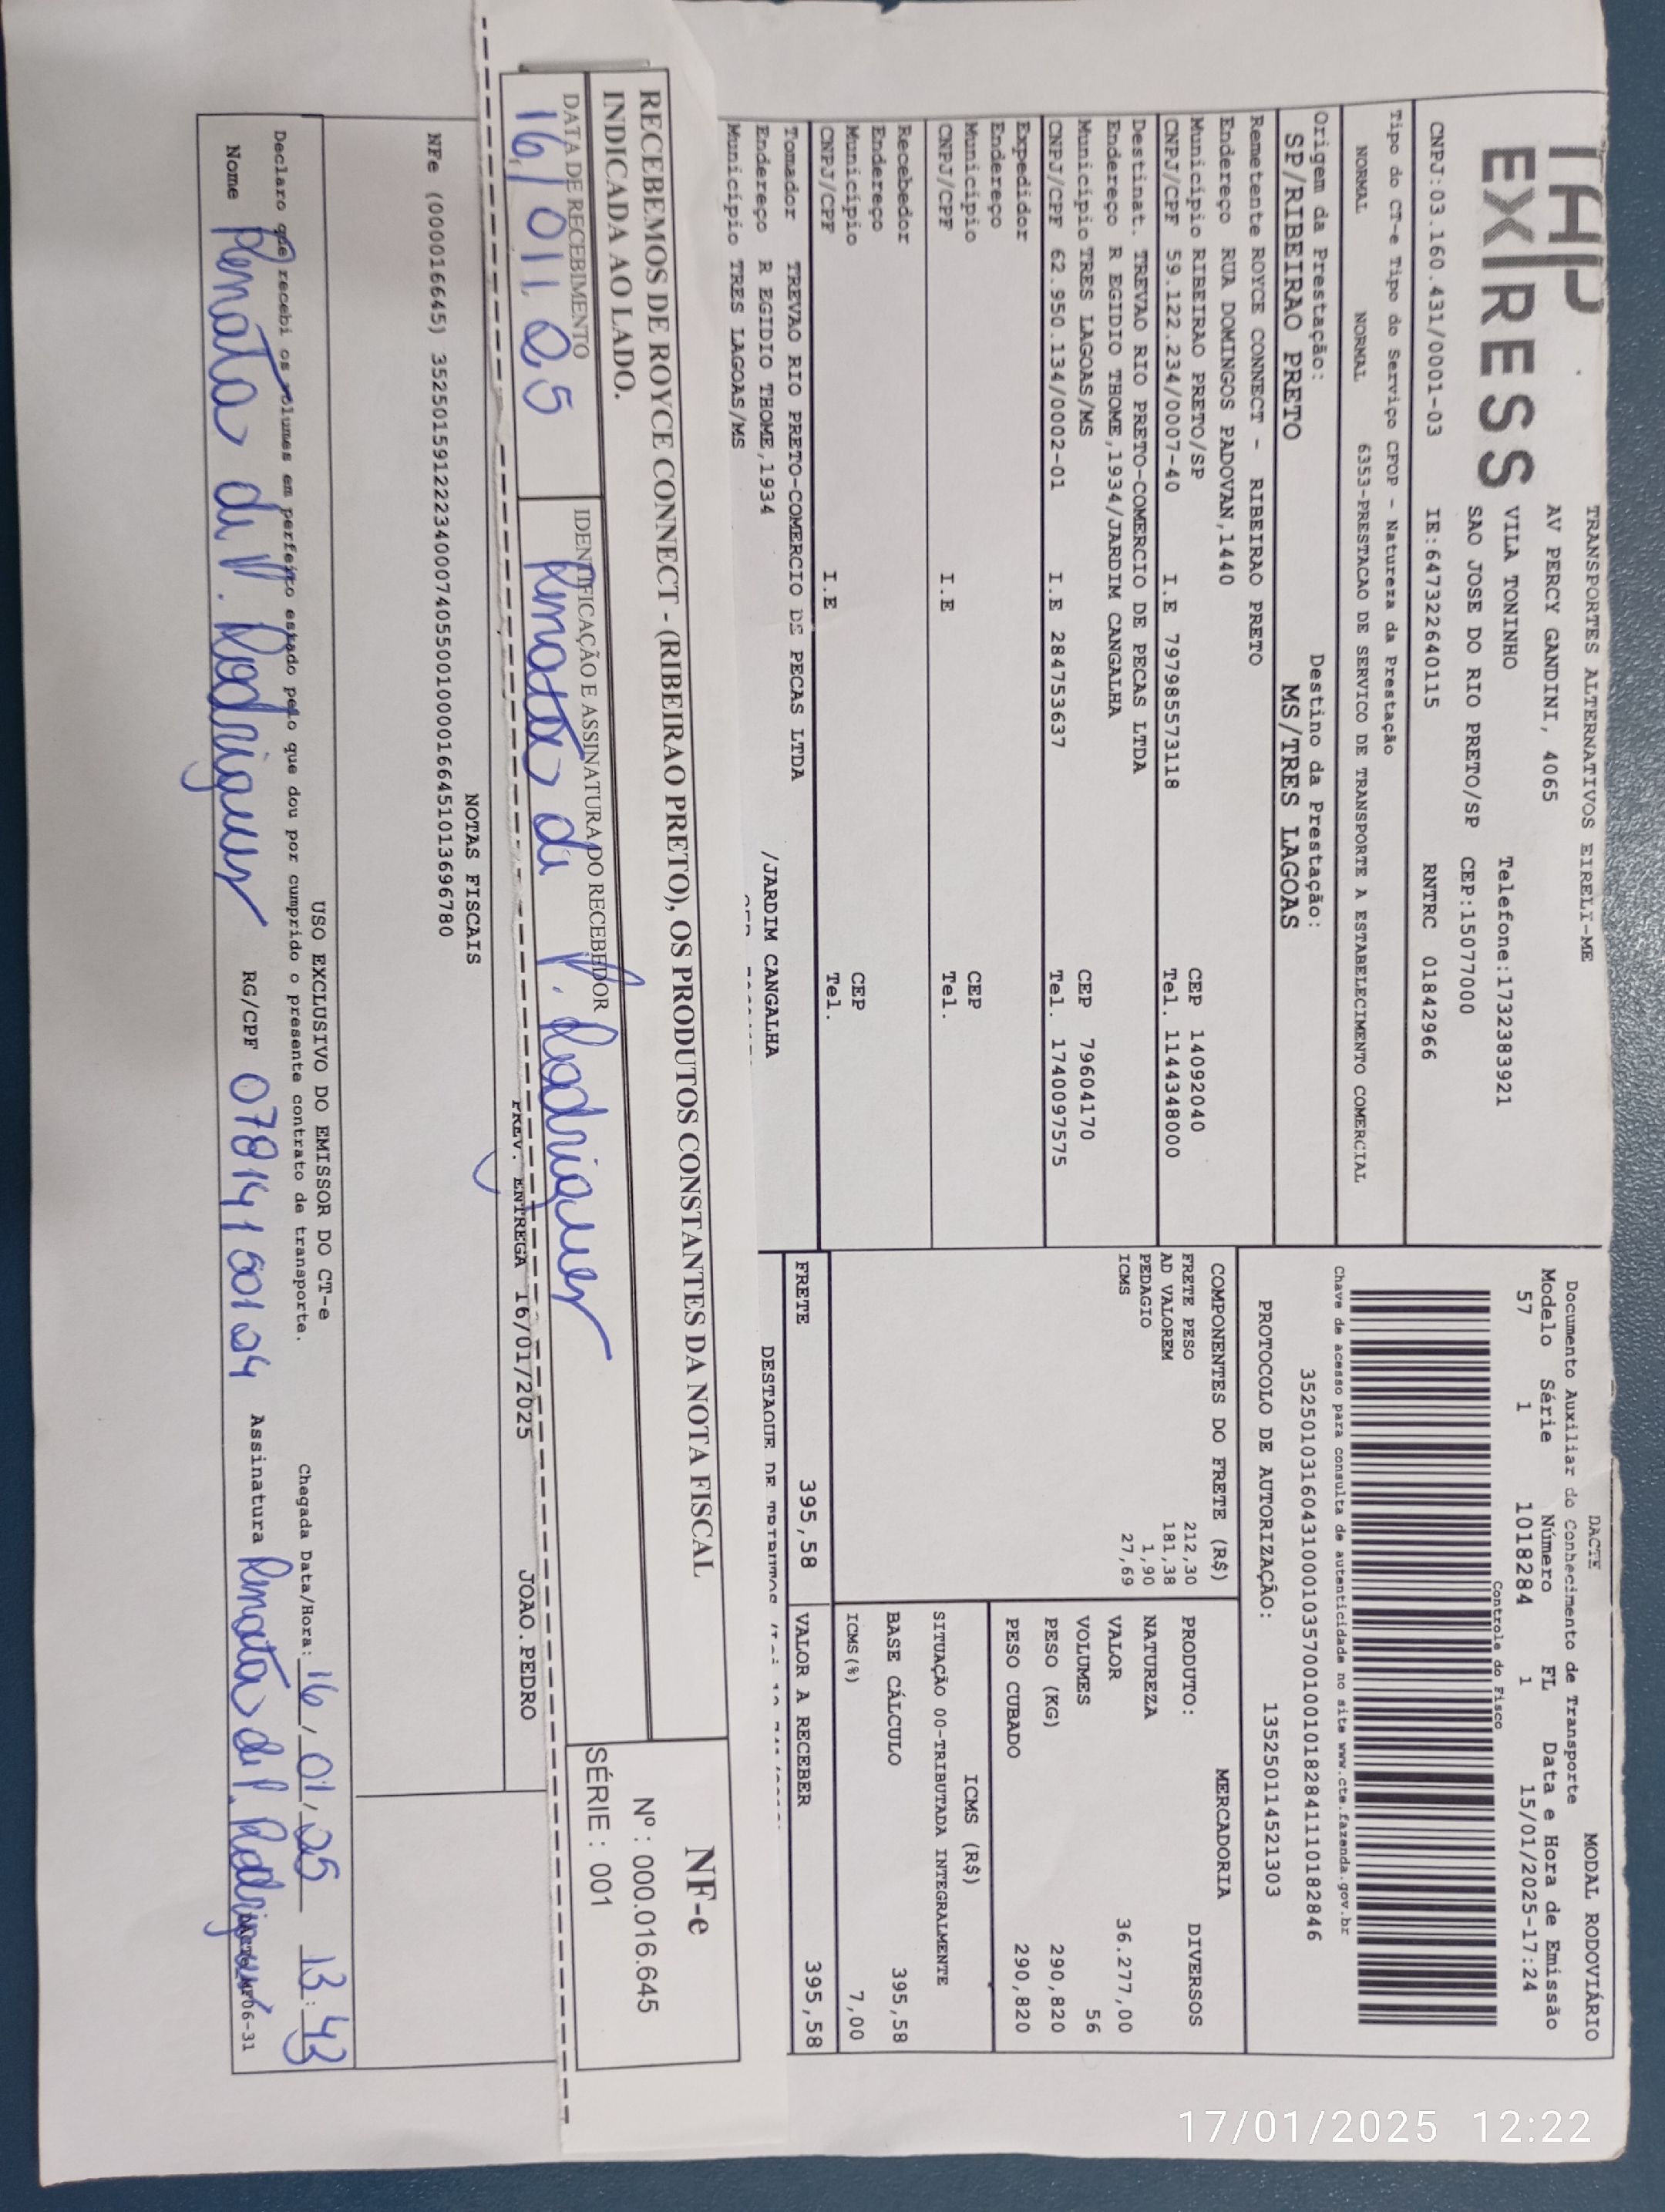 TAP
EXPRESS
TRANSPORTES ALTERNATIVOS EIRELI-ME
AV PERCY GANDINI, 4065
VILA TONINHO Telefone:1732383921
SAO JOSE DO RIO PRETO/SP CEP:15077000
CNPJ:03.160.431/0001-03 IE:647322640115 RNTRC 01842966
DACTE MODAL RODOVIÁRIO
Documento Auxiliar do Conhecimento de Transporte
Modelo Série Número FL Data e Hora de Emissão
57 1 1018284 1 15/01/2025-17:24
Controle do Fisco
Tipo do CT-e Tipo do Serviço CFOP - Natureza da Prestação
NORMAL NORMAL 6353-PRESTACAO DE SERVICO DE TRANSPORTE A ESTABELECIMENTO COMERCIAL
Chave de acesso para consulta de autenticidade no site www.cte.fazenda.gov.br
35250103160431000103570010010182841110182846
Origem da Prestação: Destino da Prestação:
SP/RIBEIRAO PRETO MS/TRES LAGOAS
PROTOCOLO DE AUTORIZAÇÃO: 135250114521303
Remetente ROYCE CONNECT - RIBEIRAO PRETO
Endereço RUA DOMINGOS PADOVAN,1440
Município RIBEIRAO PRETO/SP CEP 14092040
CNPJ/CPF 59.122.234/0007-40 I.E 797985573118 Tel. 1144348000
Destinat. TREVAO RIO PRETO-COMERCIO DE PECAS LTDA
Endereço R EGIDIO THOME,1934/JARDIM CANGALHA
Município TRES LAGOAS/MS CEP 79604170
CNPJ/CPF 62.950.134/0002-01 I.E 284753637 Tel. 1740097575
Expedidor
Endereço
Município CEP
CNPJ/CPF I.E Tel.
Recebedor
Endereço
Município CEP
CNPJ/CPF I.E Tel.
Tomador TREVAO RIO PRETO-COMERCIO DE PECAS LTDA
Endereço R EGIDIO THOME,1934 /JARDIM CANGALHA
Município TRES LAGOAS/MS
COMPONENTES DO FRETE (R$)
FRETE PESO 212,30
AD VALOREM 181,38
PEDAGIO 1,90
ICMS 27,69
MERCADORIA
PRODUTO: DIVERSOS
NATUREZA
VALOR 36.277,00
VOLUMES 56
PESO (KG) 290,820
PESO CUBADO 290,820
ICMS (R$)
SITUAÇÃO 00-TRIBUTADA INTEGRALMENTE
BASE CÁLCULO 395,58
ICMS(%) 7,00
FRETE 395,58 VALOR A RECEBER 395,58
DESTAQUE DE TRIBUTOS
RECEBEMOS DE ROYCE CONNECT - (RIBEIRAO PRETO), OS PRODUTOS CONSTANTES DA NOTA FISCAL
INDICADA AO LADO.
NF-e
Nº : 000.016.645
SÉRIE : 001
DATA DE RECEBIMENTO IDENTIFICAÇÃO E ASSINATURA DO RECEBEDOR
16/01/25 Renata de P. Rodrigues
PREV. ENTREGA 16/01/2025 JOAO.PEDRO
NOTAS FISCAIS
NFe (000016645) 35250159122234000740550010000166451013696780
USO EXCLUSIVO DO EMISSOR DO CT-e
Declaro que recebi os volumes em perfeito estado pelo que dou por cumprido o presente contrato de transporte. Chegada Data/Hora: 16/01/25 13:43
Nome Renata de P. Rodrigues RG/CPF 07814160124 Assinatura Renata de P. Rodrigues
17/01/2025 12:22